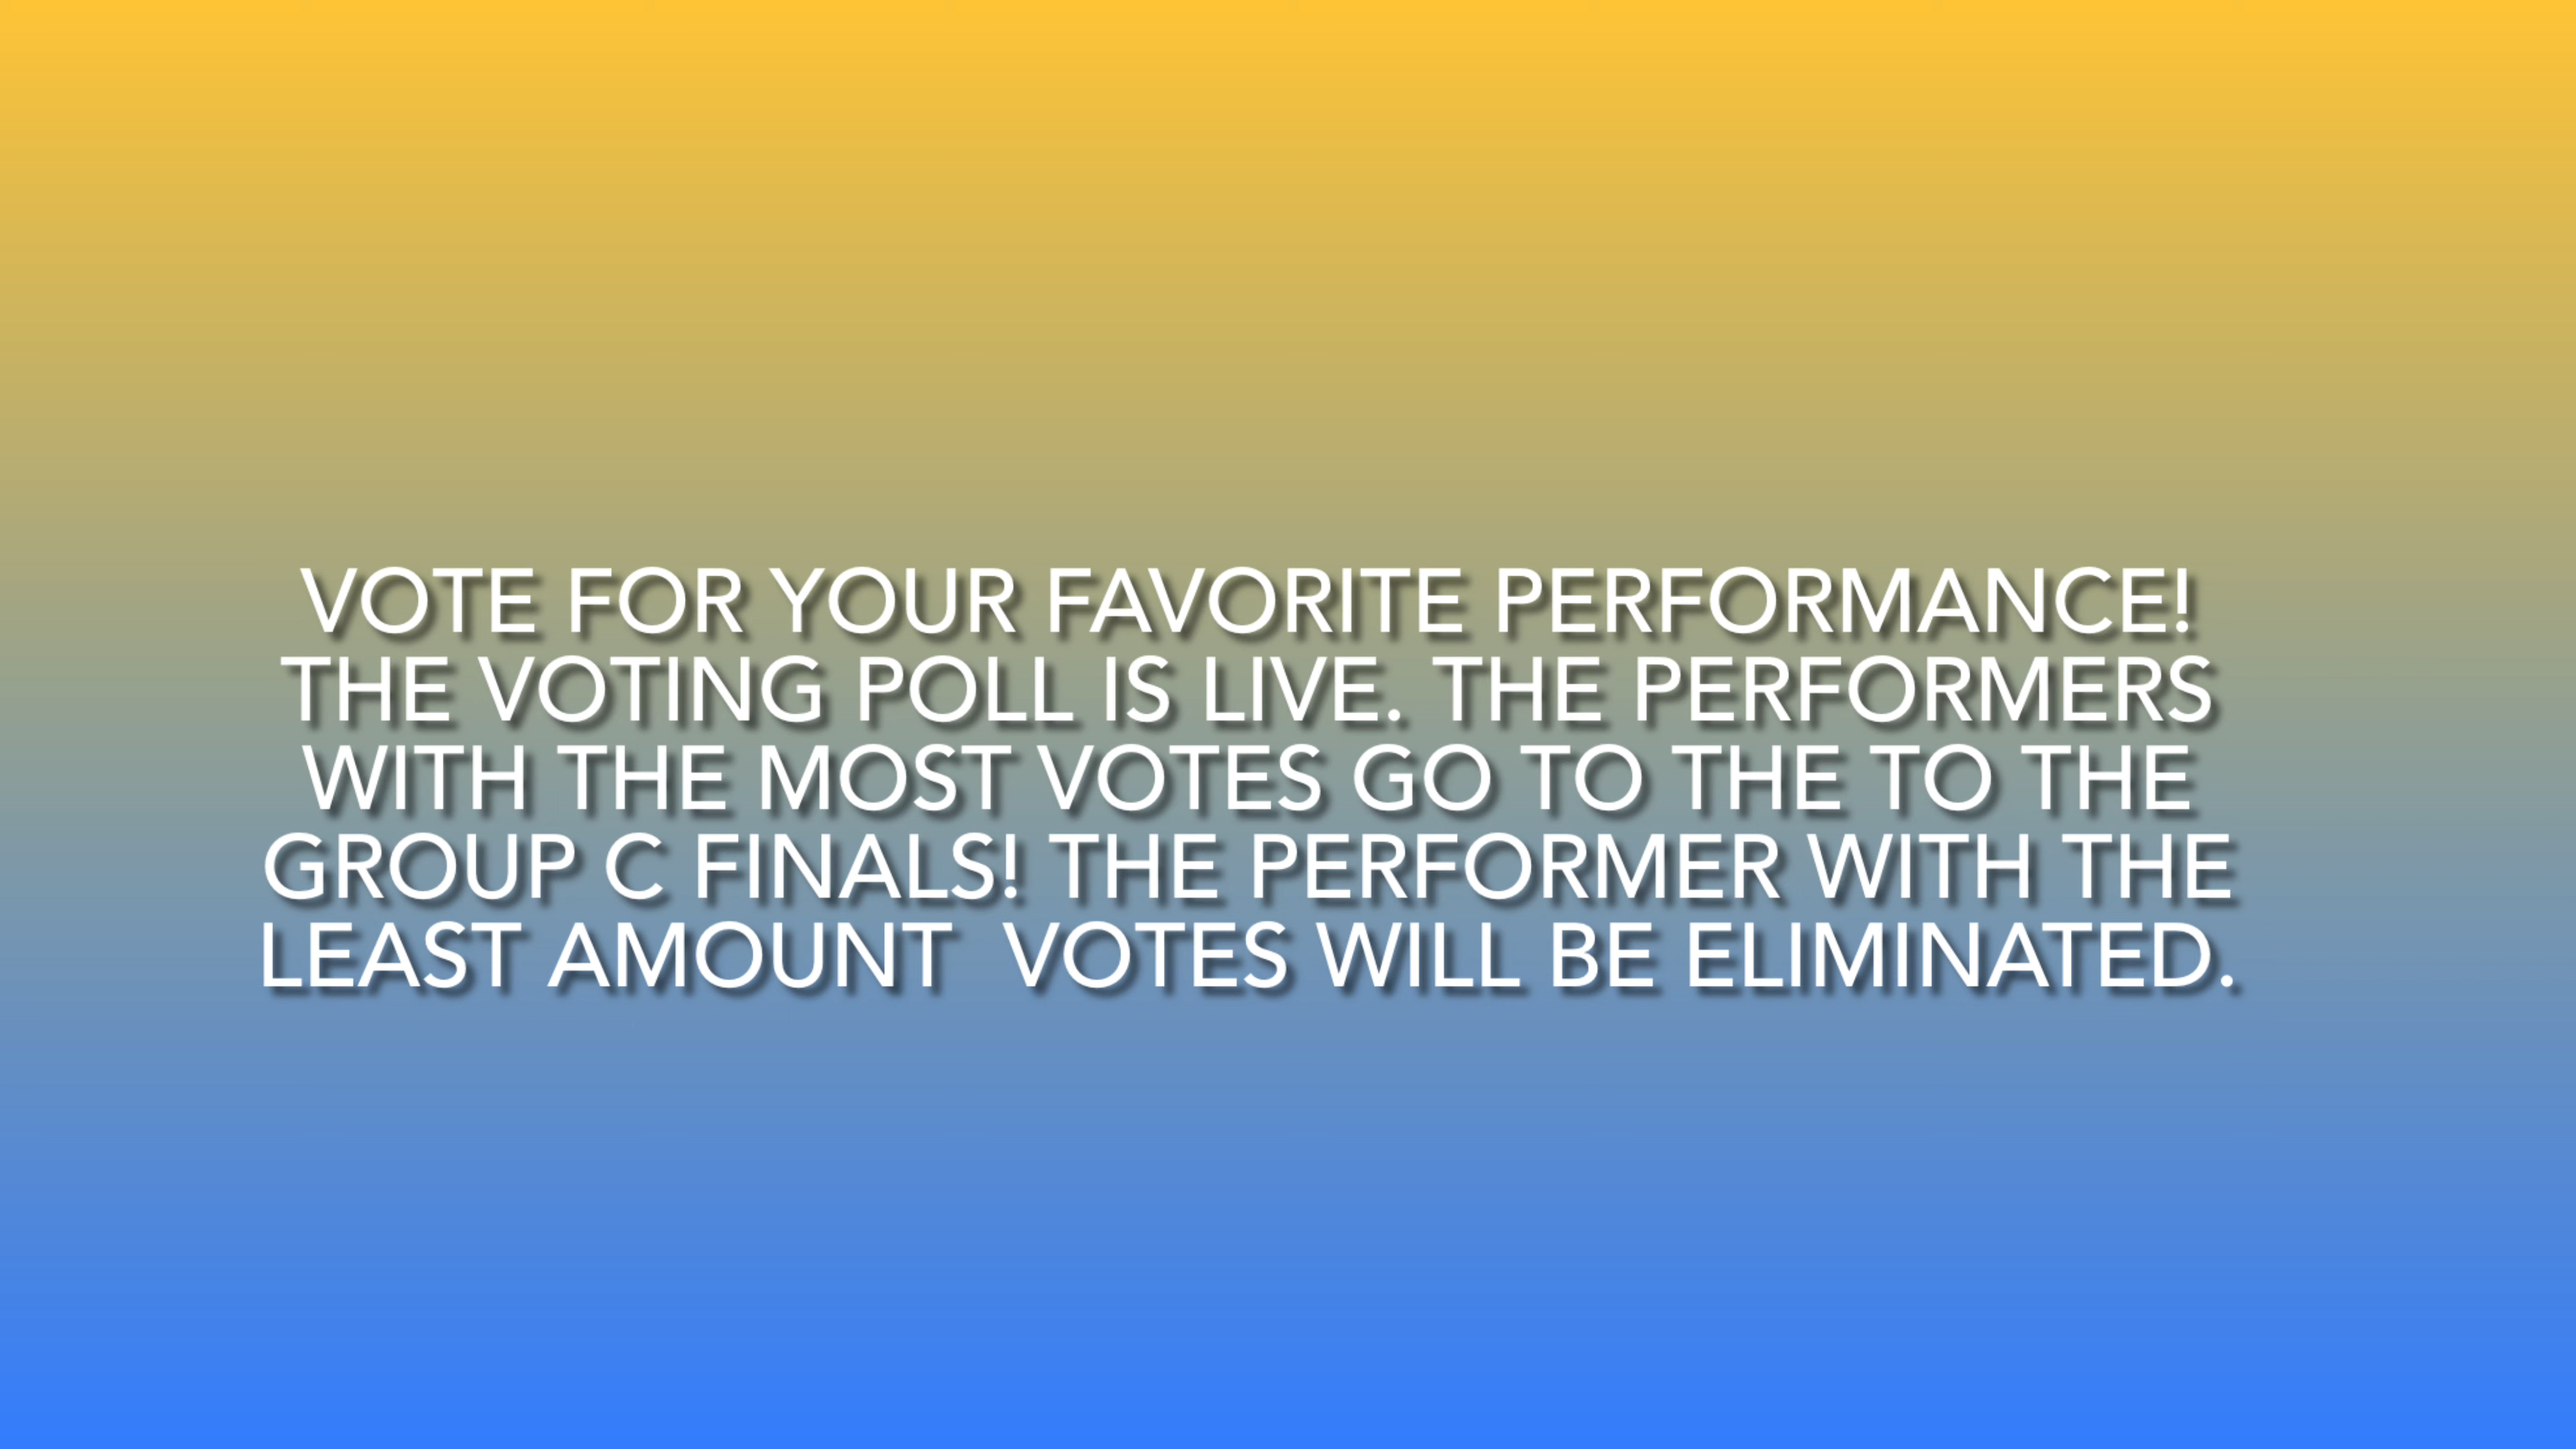 VOTE FOR YOUR FAVORITE PERFORMANCE!
THE VOTING POLL IS LIVE. THE PERFORMERS
WITH THE MOST VOTES GO TO THE TO THE
GROUP C FINALS! THE PERFORMER WITH THE
LEAST AMOUNT  VOTES WILL BE ELIMINATED.